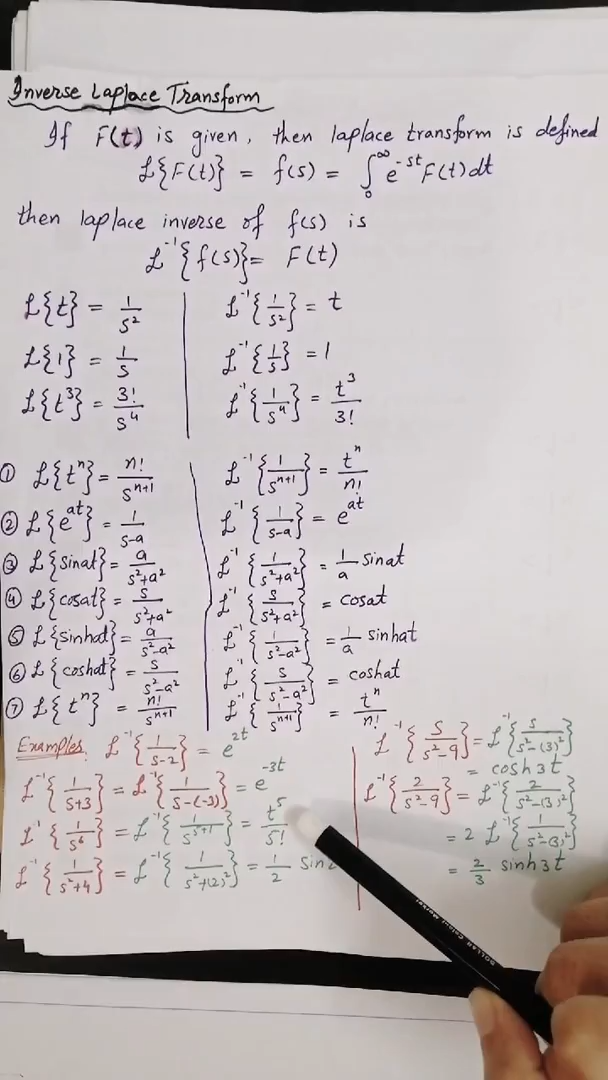 Inverse Laplace Transform
If F(t) is given, then laplace transform is defined
ℒ{F(t)} = f(s) = ∫₀^∞ e^-st F(t)dt
then laplace inverse of f(s) is
ℒ⁻¹{f(s)} = F(t)
ℒ{t} = 1/s²
ℒ{1} = 1/s
ℒ{t³} = 3!/s⁴
ℒ⁻¹{1/s²} = t
ℒ⁻¹{1/s} = 1
ℒ⁻¹{1/s⁴} = t³/3!
① ℒ{tⁿ} = n!/s^n+1
② ℒ{e^at} = 1/s-a
③ ℒ{sinat} = a/s²+a²
④ ℒ{cosat} = s/s²+a²
⑤ ℒ{sinhat} = a/s²-a²
⑥ ℒ{coshat} = s/s²-a²
⑦ ℒ{tⁿ} = n!/s^n+1
ℒ⁻¹{1/s^n+1} = tⁿ/n!
ℒ⁻¹{1/s-a} = e^at
ℒ⁻¹{1/s²+a²} = 1/a sinat
ℒ⁻¹{s/s²+a²} = cosat
ℒ⁻¹{1/s²-a²} = 1/a sinhat
ℒ⁻¹{s/s²-a²} = coshat
ℒ⁻¹{1/s^n+1} = tⁿ/n!
Examples: ℒ⁻¹{1/s-2} = e^2t
ℒ⁻¹{1/s+3} = ℒ⁻¹{1/s-(-3)} = e^-3t
ℒ⁻¹{1/s⁶} = ℒ⁻¹{1/s^5+1} = t⁵/5!
ℒ⁻¹{1/s²+4} = ℒ⁻¹{1/s²+(2)²} = 1/2 sin2
ℒ⁻¹{s/s²-9} = ℒ⁻¹{s/s²-(3)²}
= cosh3t
ℒ⁻¹{2/s²-9} = ℒ⁻¹{2/s²-(3)²}
= 2 ℒ⁻¹{1/s²-(3)²}
= 2/3 sinh3t
DOLLAR